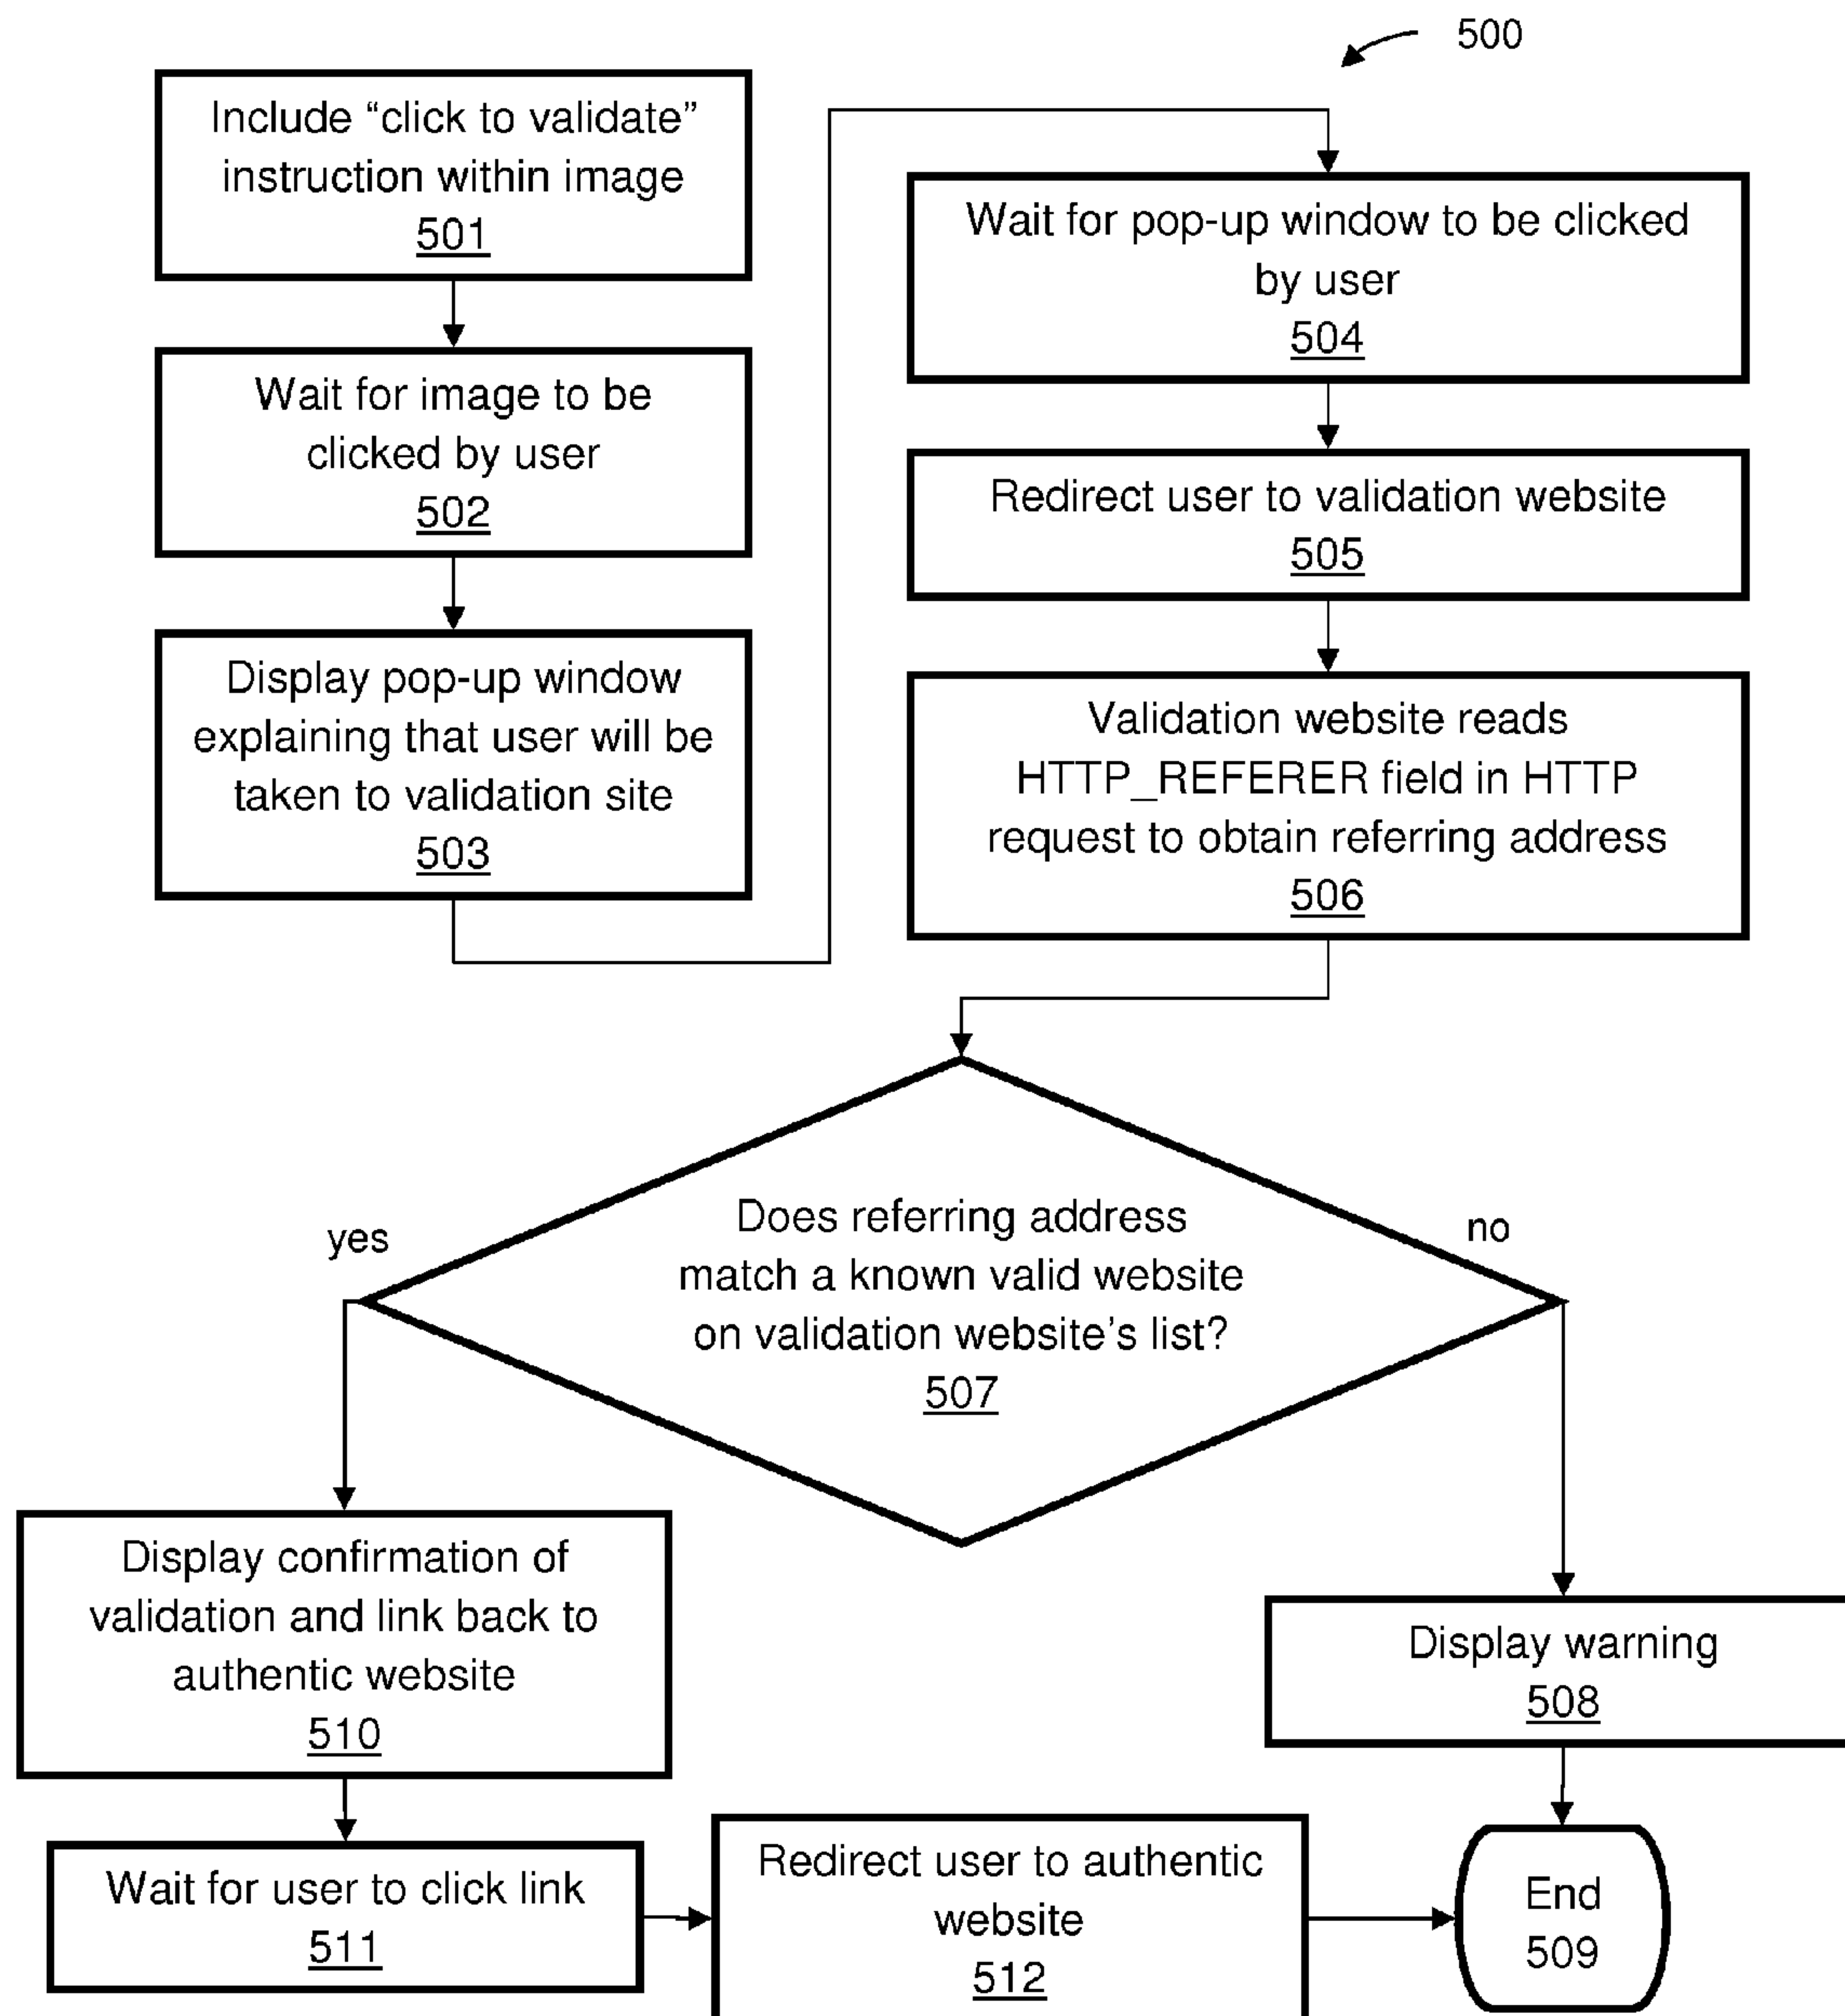 500
Include “click to validate”
instruction within image
501
Wait for image to be
clicked by user
502
Display pop-up window
explaining that user will be
taken to validation site
503
Wait for pop-up window to be clicked
by user
504
Redirect user to validation website
505
Validation website reads
HTTP_REFERER field in HTTP
request to obtain referring address
506
Does referring address
match a known valid website
on validation website’s list?
507
yes
no
Display confirmation of
validation and link back to
authentic website
510
Display warning
508
Wait for user to click link
511
Redirect user to authentic
website
512
End
509